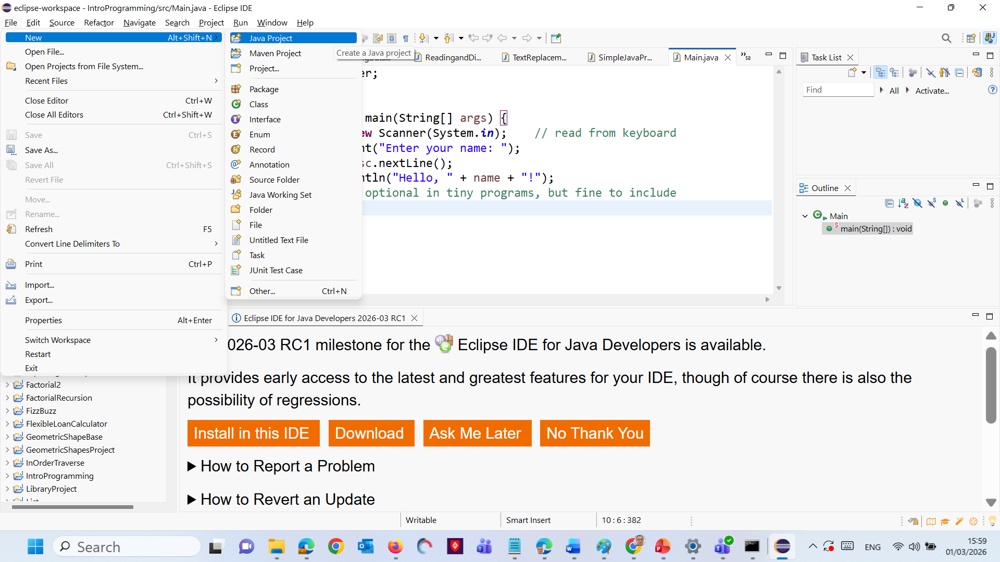 eclipse-workspace - IntroProgramming/src/Main.java - Eclipse IDE
File Edit Source Refactor Navigate Search Project Run Window Help
New Alt+Shift+N
Open File...
Open Projects from File System...
Recent Files
Close Editor Ctrl+W
Close All Editors Ctrl+Shift+W
Save Ctrl+S
Save As...
Save All Ctrl+Shift+S
Revert File
Move...
Rename...
Refresh F5
Convert Line Delimiters To
Print Ctrl+P
Import...
Export...
Properties Alt+Enter
Switch Workspace
Restart
Exit
Java Project
Maven Project
Project...
Package
Class
Interface
Enum
Record
Annotation
Source Folder
Java Working Set
Folder
File
Untitled Text File
Task
JUnit Test Case
Other... Ctrl+N
Create a Java project
ReadingandDi... TextReplacem... SimpleJavaPr... Main.java 58
er;
main(String[] args) {
ew Scanner(System.in); // read from keyboard
nt("Enter your name: ");
sc.nextLine();
ntln("Hello, " + name + "!");
optional in tiny programs, but fine to include
Task List
Find All Activate...
Outline
Main
main(String[]) : void
Factorial2
FactorialRecursion
FizzBuzz
FlexibleLoanCalculator
GeometricShapeBase
GeometricShapesProject
InOrderTraverse
IntroProgramming
LibraryProject
Eclipse IDE for Java Developers 2026-03 RC1
026-03 RC1 milestone for the Eclipse IDE for Java Developers is available.
It provides early access to the latest and greatest features for your IDE, though of course there is also the
possibility of regressions.
Install in this IDE Download Ask Me Later No Thank You
How to Report a Problem
How to Revert an Update
Writable Smart Insert 10 : 6 : 382
Search
ENG
15:59
01/03/2026